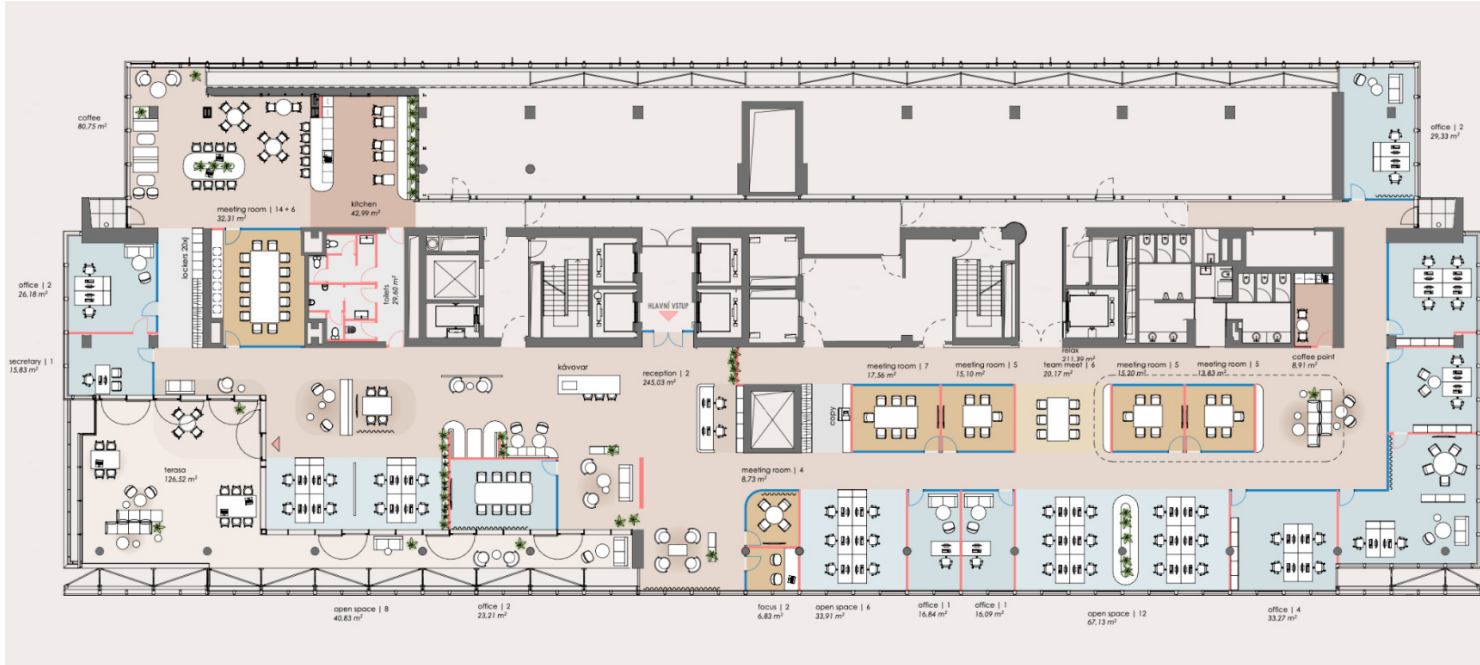 coffee
80,75 m²
office | 2
29,33 m²
kitchen
42,99 m²
meeting room | 14 + 6
32,31 m²
lockers 20x
toilets
29,60 m²
office | 2
26,18 m²
HLAVNÍ VSTUP
secretary | 1
15,83 m²
kávovar
reception | 2
245,03 m²
meeting room | 7
17,56 m²
meeting room | 5
15,10 m²
relax
211,39 m²
team meet | 6
20,17 m²
meeting room | 5
15,20 m²
meeting room | 5
13,83 m²
coffee point
8,91 m²
copy
terasa
126,52 m²
meeting room | 4
8,73 m²
open space | 8
40,83 m²
office | 2
23,21 m²
focus | 2
6,83 m²
open space | 6
33,91 m²
office | 1
16,84 m²
office | 1
16,09 m²
open space | 12
67,13 m²
office | 4
33,27 m²